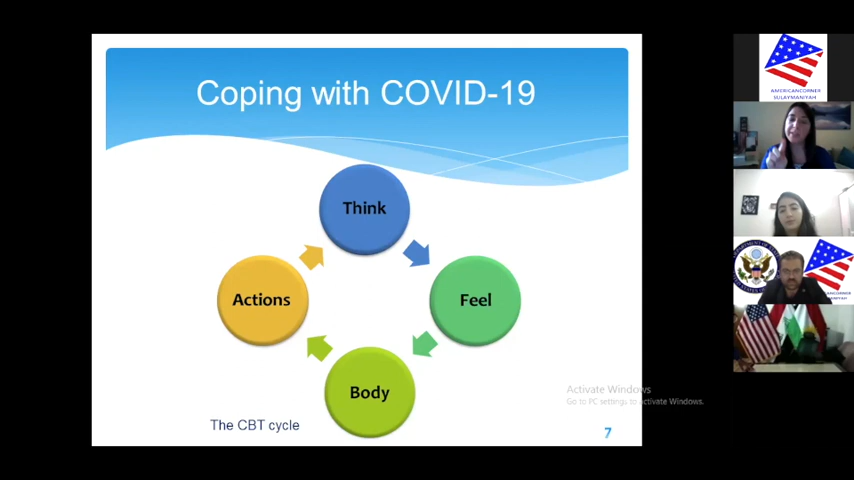 Coping with COVID-19
Think
Actions
Feel
Body
The CBT cycle
7
Activate Windows
Go to PC settings to activate Windows.
AMERICANCORNER
SULAYMANIYAH